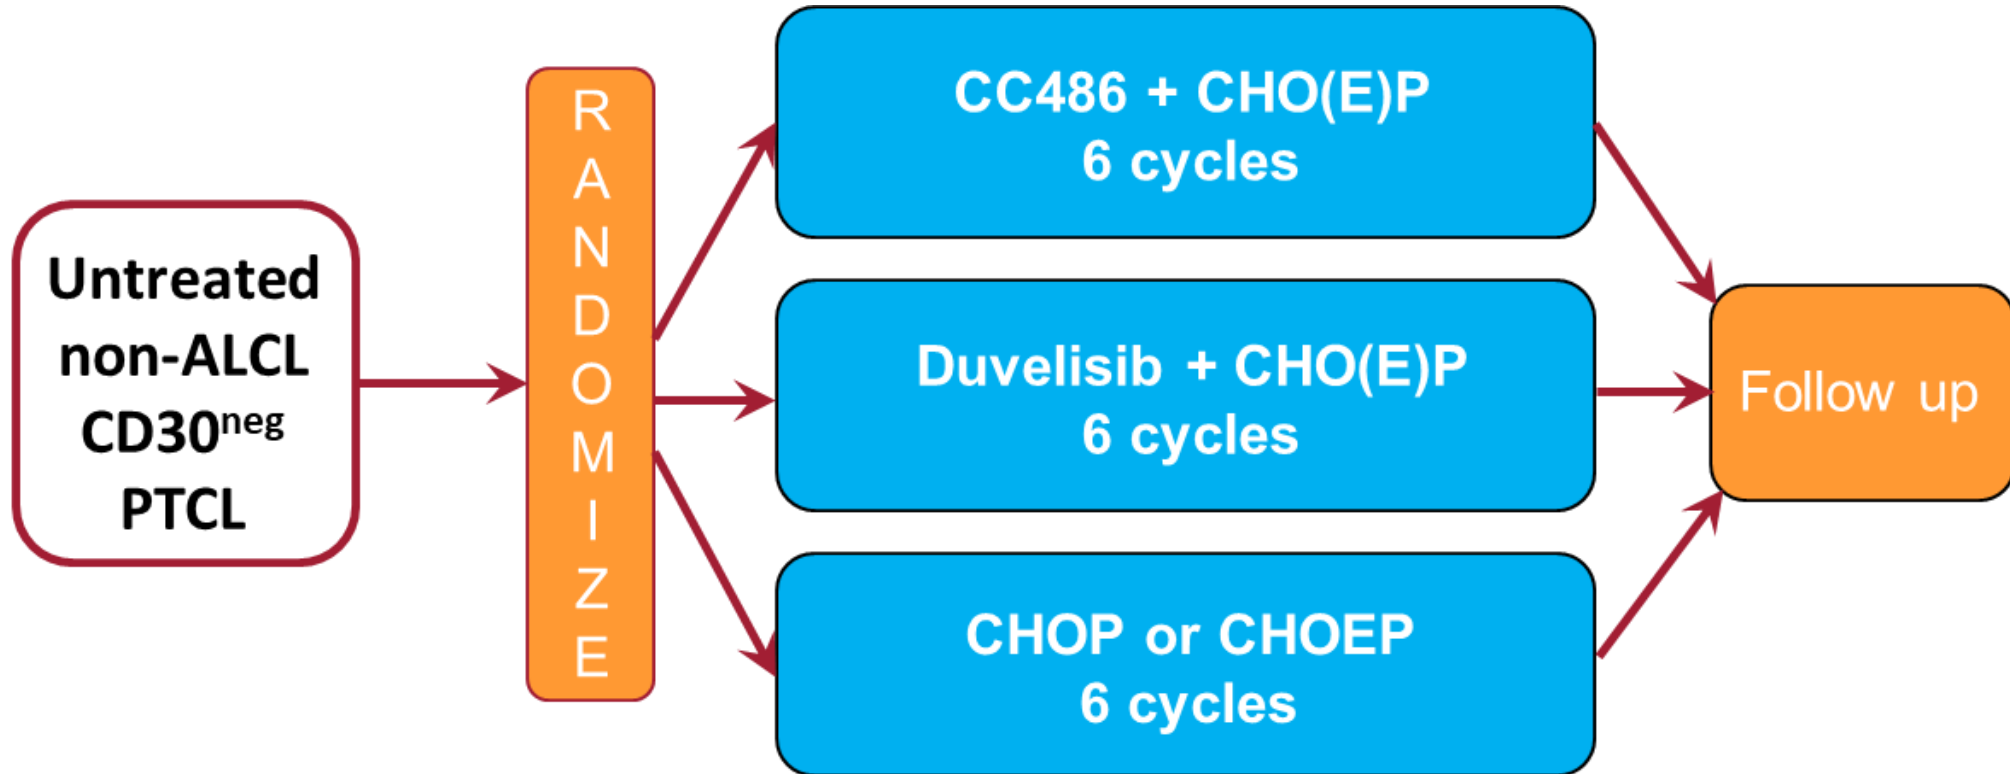 Untreated
non-ALCL
CD30ⁿᵉᵍ
PTCL
R
A
N
D
O
M
I
Z
E
CC486 + CHO(E)P
6 cycles
Duvelisib + CHO(E)P
6 cycles
CHOP or CHOEP
6 cycles
Follow up